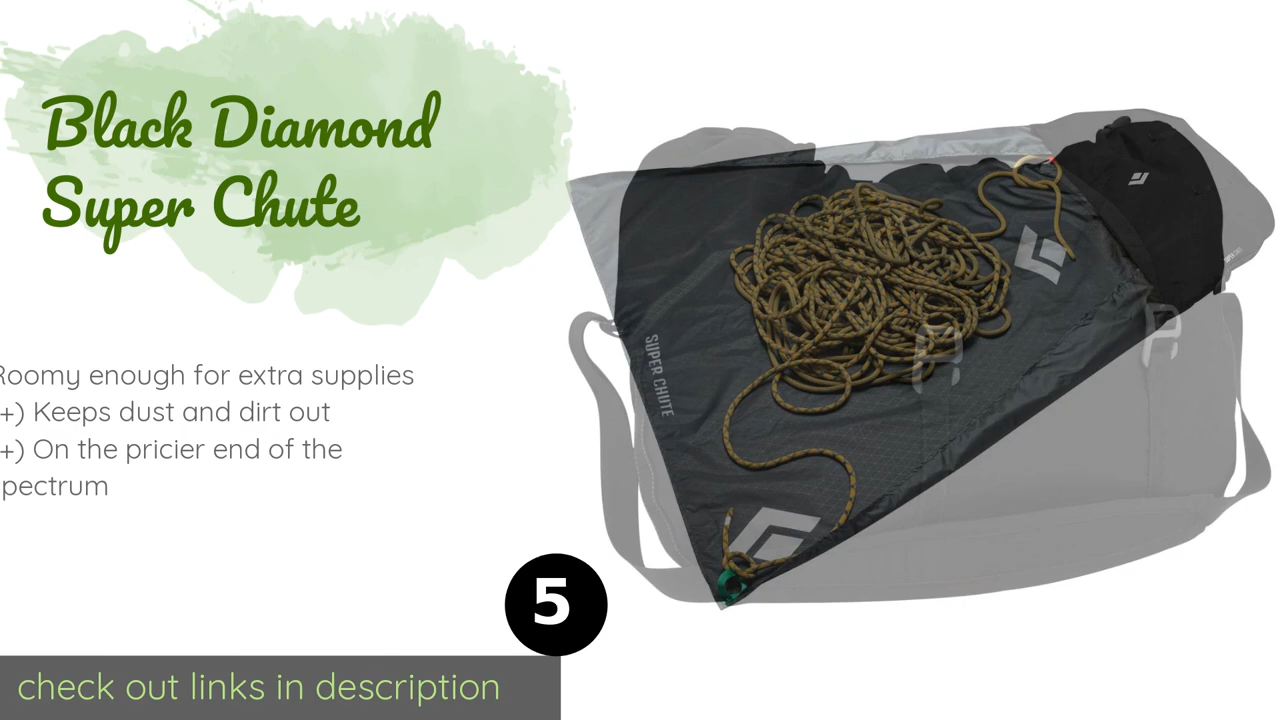 Black Diamond
Super Chute
Roomy enough for extra supplies
+) Keeps dust and dirt out
+) On the pricier end of the
pectrum
SUPER CHUTE
5
check out links in description